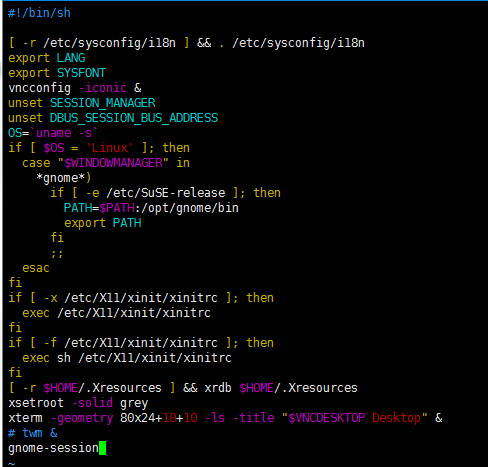 #!/bin/sh
[ -r /etc/sysconfig/i18n ] && . /etc/sysconfig/i18n
export LANG
export SYSFONT
vncconfig -iconic &
unset SESSION_MANAGER
unset DBUS_SESSION_BUS_ADDRESS
OS=`uname -s`
if [ $OS = 'Linux' ]; then
  case "$WINDOWMANAGER" in
    *gnome*)
      if [ -e /etc/SuSE-release ]; then
        PATH=$PATH:/opt/gnome/bin
        export PATH
      fi
      ;;
  esac
fi
if [ -x /etc/X11/xinit/xinitrc ]; then
  exec /etc/X11/xinit/xinitrc
fi
if [ -f /etc/X11/xinit/xinitrc ]; then
  exec sh /etc/X11/xinit/xinitrc
fi
[ -r $HOME/.Xresources ] && xrdb $HOME/.Xresources
xsetroot -solid grey
xterm -geometry 80x24+10+10 -ls -title "$VNCDESKTOP Desktop" &
# twm &
gnome-session
~